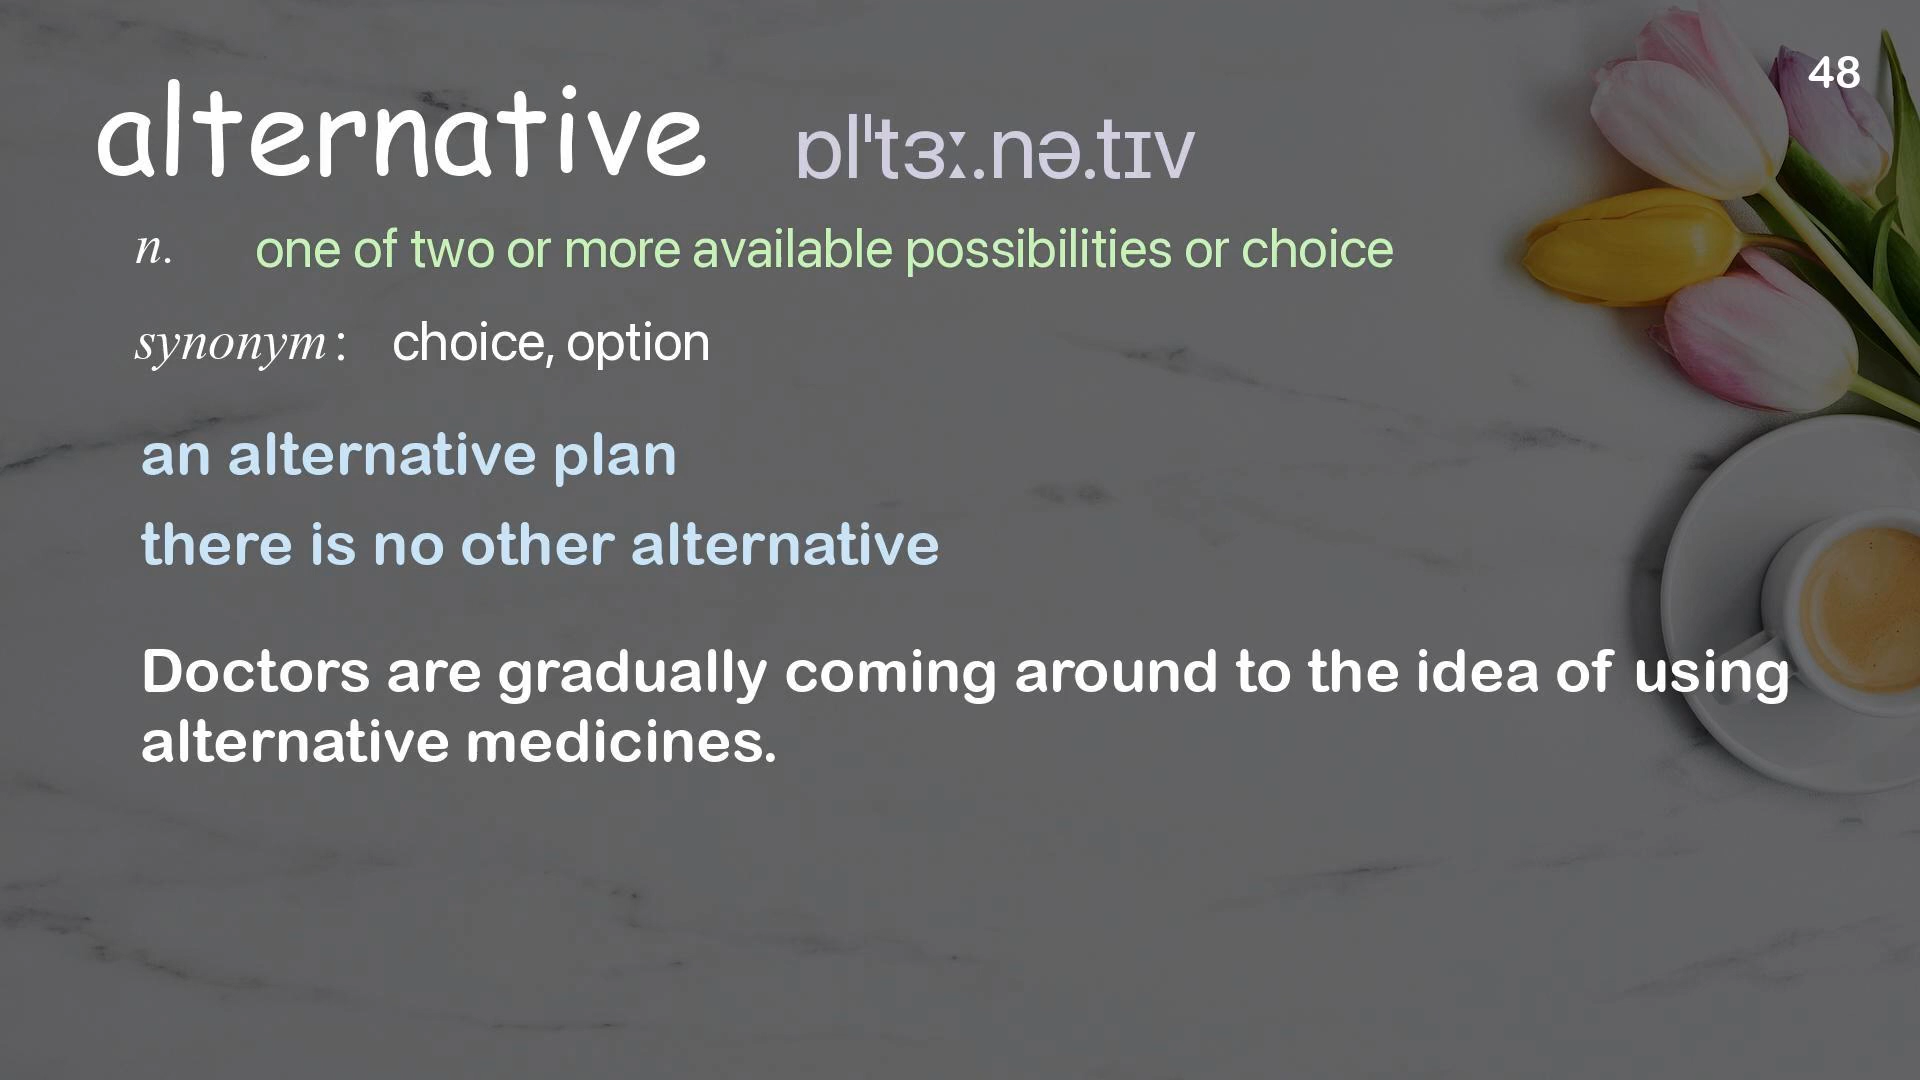 48
alternative ɒlˈtɜː.nə.tɪv
n. one of two or more available possibilities or choice
synonym: choice, option
an alternative plan
there is no other alternative
Doctors are gradually coming around to the idea of using
alternative medicines.